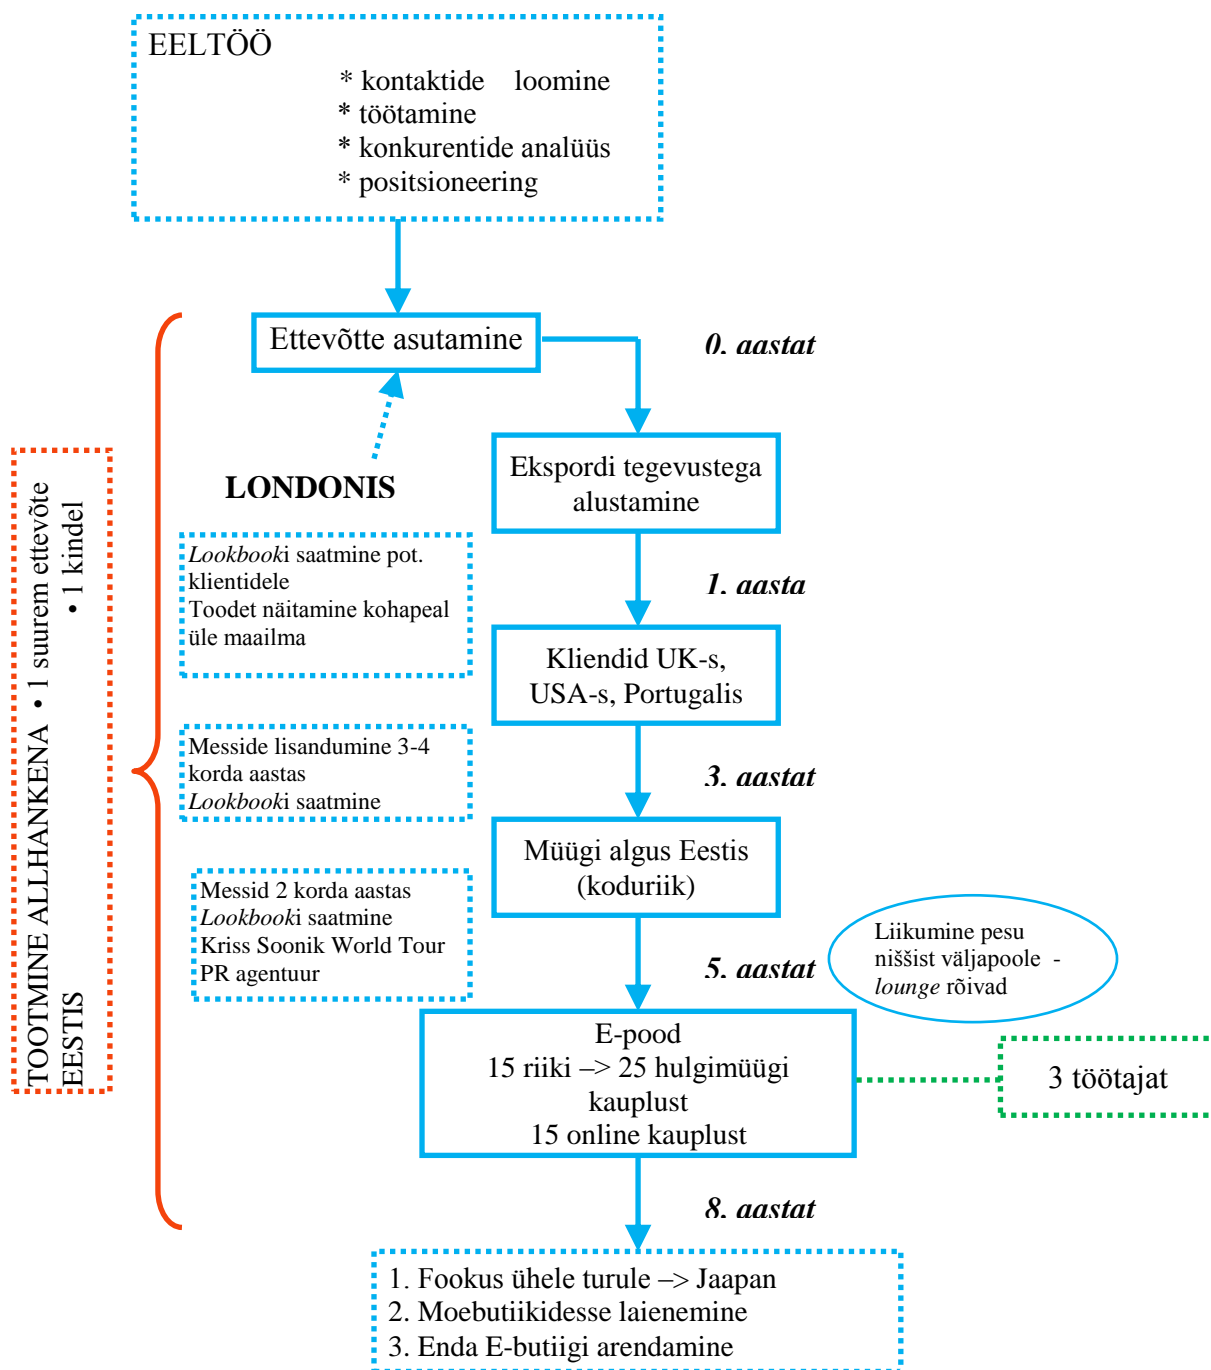 EELTÖÖ
* kontaktide loomine
* töötamine
* konkurentide analüüs
* positsioneering
Ettevõtte asutamine
0. aastat
LONDONIS
Ekspordi tegevustega
alustamine
Lookbooki saatmine pot.
klientidele
Toodet näitamine kohapeal
üle maailma
1. aasta
Kliendid UK-s,
USA-s, Portugalis
Messide lisandumine 3-4
korda aastas
Lookbooki saatmine
3. aastat
Müügi algus Eestis
(koduriik)
Messid 2 korda aastas
Lookbooki saatmine
Kriss Soonik World Tour
PR agentuur
5. aastat
Liikumine pesu
niššist väljapoole -
lounge rõivad
E-pood
15 riiki –> 25 hulgimüügi
kauplust
15 online kauplust
3 töötajat
8. aastat
1. Fookus ühele turule –> Jaapan
2. Moebutiikidesse laienemine
3. Enda E-butiigi arendamine
TOOTMINE ALLHANKENA • 1 suurem ettevõte
EESTIS • 1 kindel